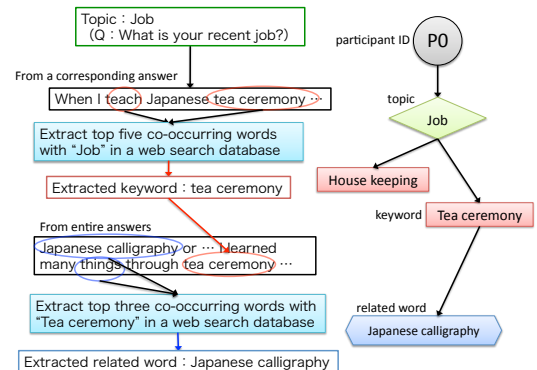 Topic：Job
（Q：What is your recent job?）
From a corresponding answer
When I teach Japanese tea ceremony …
Extract top five co-occurring words
with “Job” in a web search database
Extracted keyword：tea ceremony
From entire answers
Japanese calligraphy or … I learned
many things through tea ceremony …
Extract top three co-occurring words with
“Tea ceremony” in a web search database
Extracted related word：Japanese calligraphy
participant ID
P0
topic
Job
House keeping
keyword
Tea ceremony
related word
Japanese calligraphy